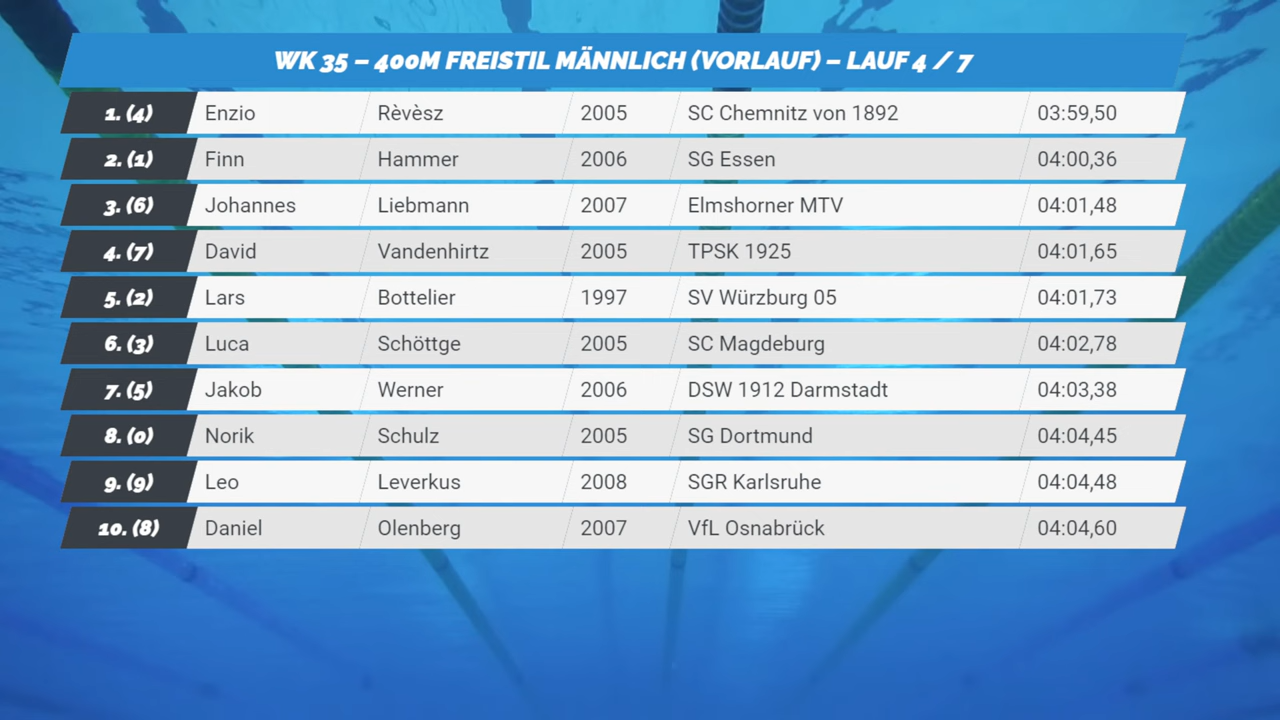 WK 35 – 400M FREISTIL MÄNNLICH (VORLAUF) – LAUF 4 / 7
1. (4) Enzio Rèvèsz 2005 SC Chemnitz von 1892 03:59,50
2. (1) Finn Hammer 2006 SG Essen 04:00,36
3. (6) Johannes Liebmann 2007 Elmshorner MTV 04:01,48
4. (7) David Vandenhirtz 2005 TPSK 1925 04:01,65
5. (2) Lars Bottelier 1997 SV Würzburg 05 04:01,73
6. (3) Luca Schöttge 2005 SC Magdeburg 04:02,78
7. (5) Jakob Werner 2006 DSW 1912 Darmstadt 04:03,38
8. (0) Norik Schulz 2005 SG Dortmund 04:04,45
9. (9) Leo Leverkus 2008 SGR Karlsruhe 04:04,48
10. (8) Daniel Olenberg 2007 VfL Osnabrück 04:04,60